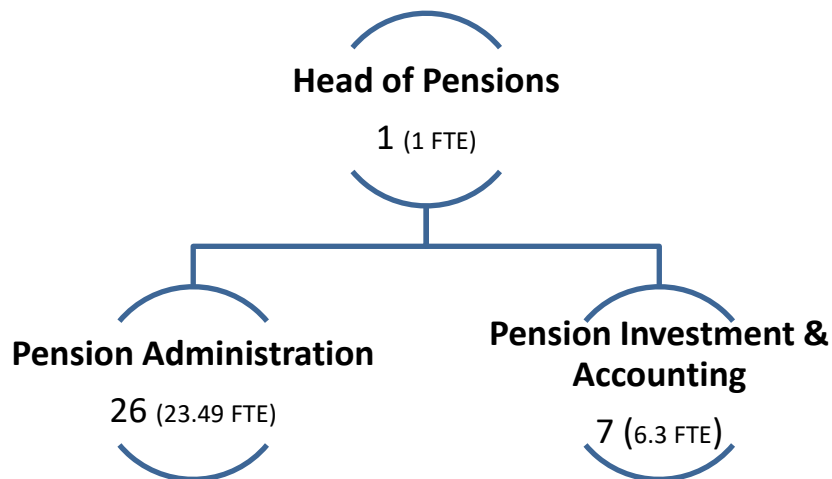 Head of Pensions
1 (1 FTE)
Pension Administration
26 (23.49 FTE)
Pension Investment &
Accounting
7 (6.3 FTE)